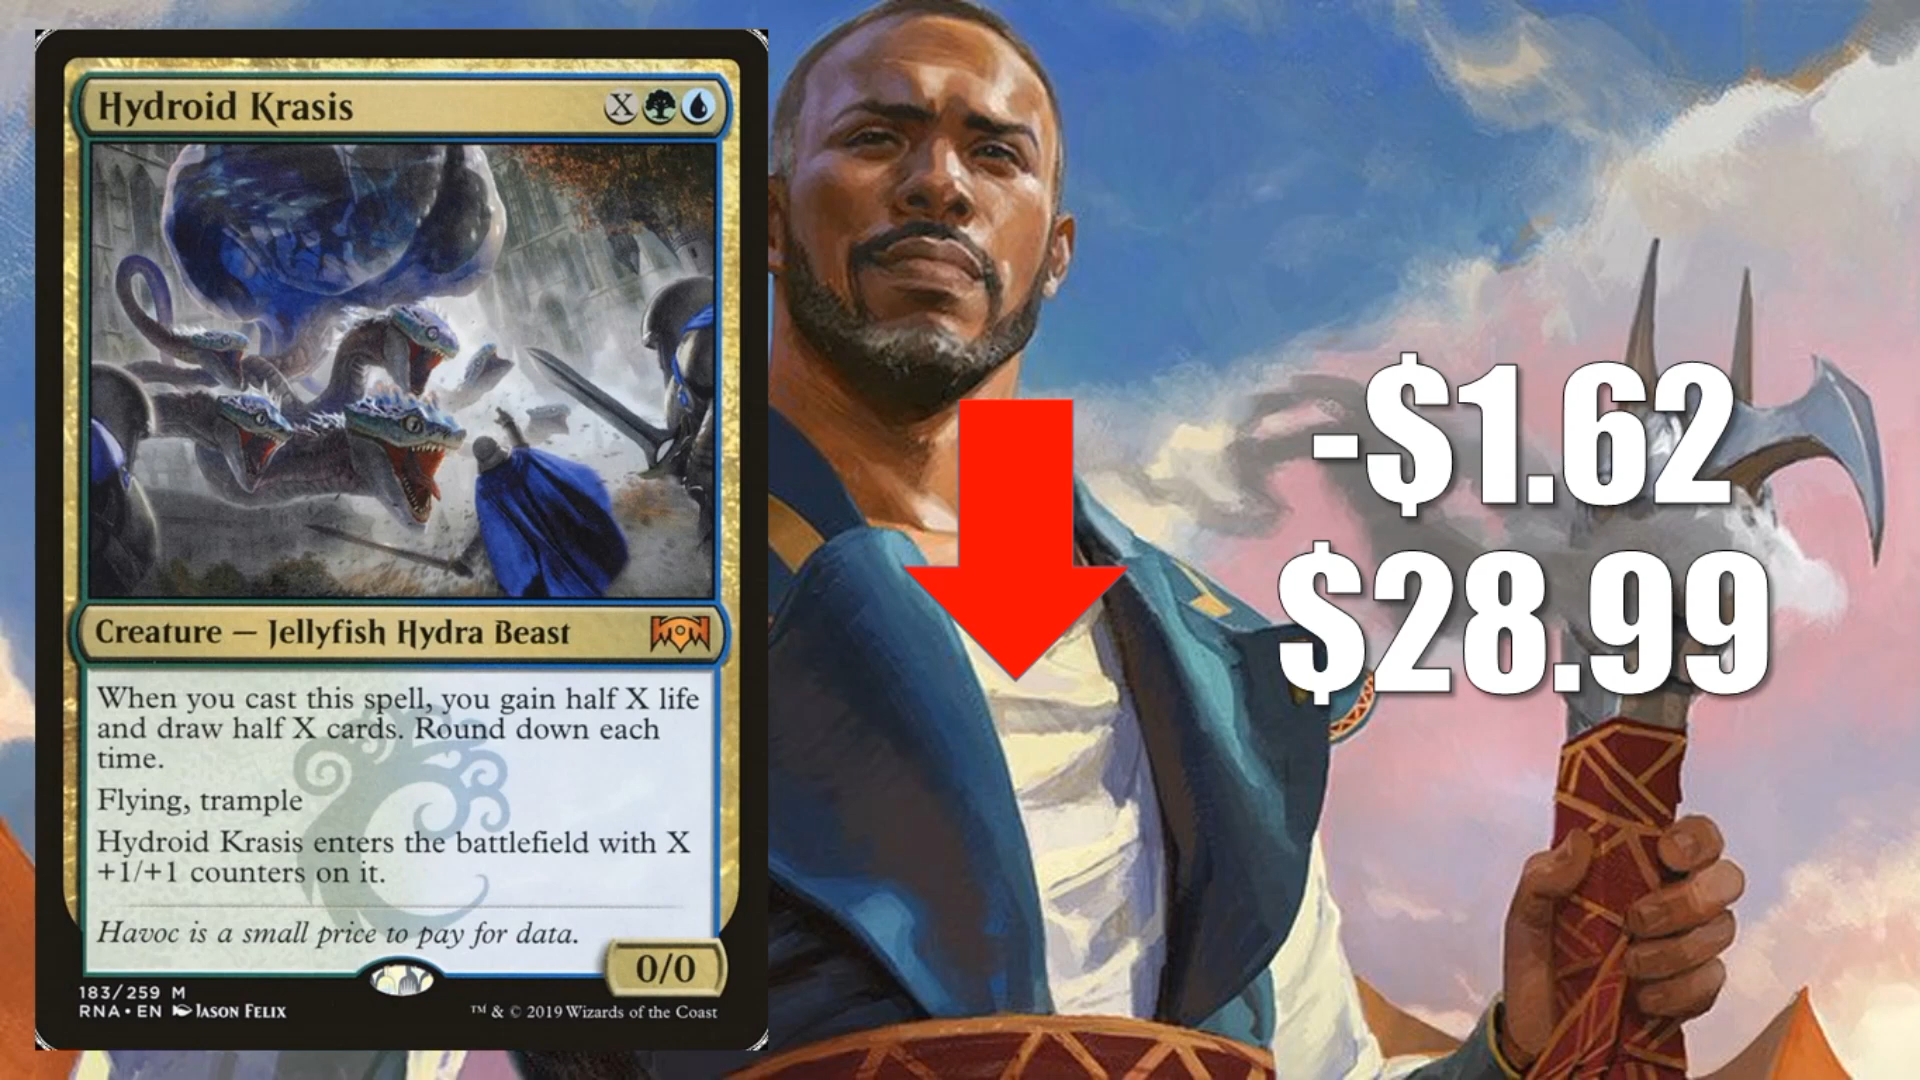 Hydroid Krasis X
Creature — Jellyfish Hydra Beast
When you cast this spell, you gain half X life
and draw half X cards. Round down each
time.
Flying, trample
Hydroid Krasis enters the battlefield with X
+1/+1 counters on it.
Havoc is a small price to pay for data.
0/0
183/259 M
RNA • EN JASON FELIX
™ & © 2019 Wizards of the Coast
-$1.62
$28.99